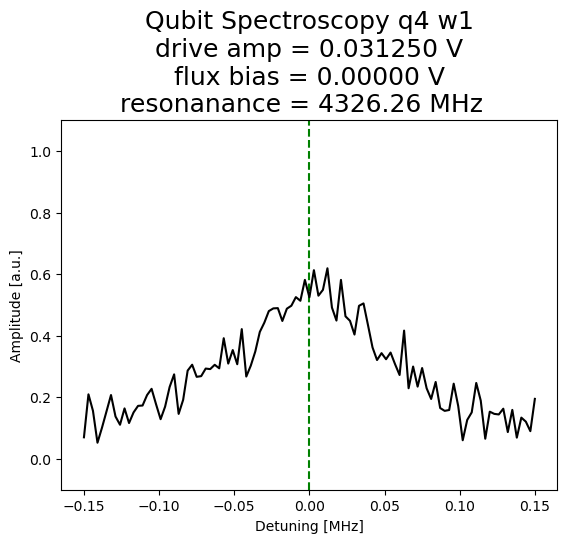 Qubit Spectroscopy q4 w1
drive amp = 0.031250 V
flux bias = 0.00000 V
resonanance = 4326.26 MHz
1.0
0.8
0.6
0.4
0.2
0.0
Amplitude [a.u.]
−0.15
−0.10
−0.05
0.00
0.05
0.10
0.15
Detuning [MHz]